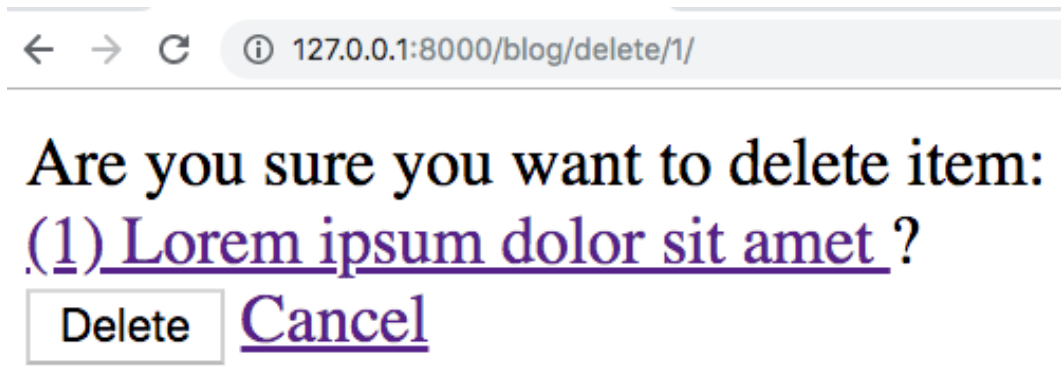 127.0.0.1:8000/blog/delete/1/
Are you sure you want to delete item:
(1) Lorem ipsum dolor sit amet ?
Delete Cancel